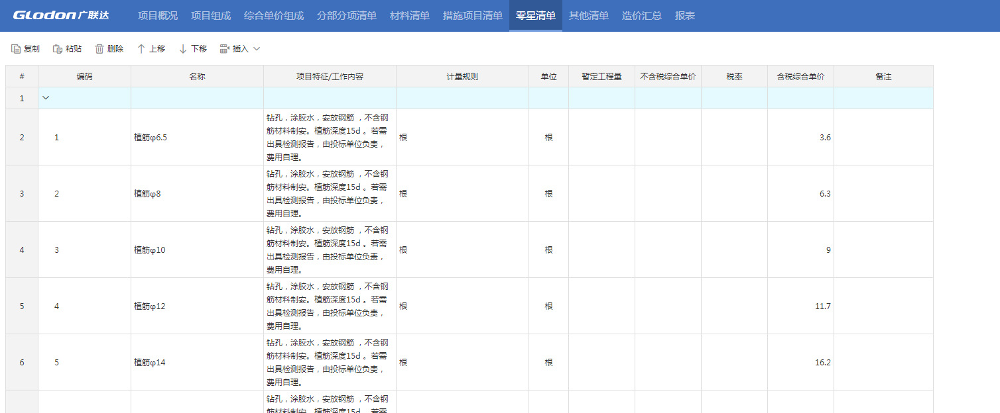 GLODON广联达 项目概况 项目组成 综合单价组成 分部分项清单 材料清单 措施项目清单 零星清单 其他清单 造价汇总 报表
复制 粘贴 删除 上移 下移 插入
# 编码 名称 项目特征/工作内容 计量规则 单位 暂定工程量 不含税综合单价 税率 含税综合单价 备注
1
钻孔，涂胶水，安放钢筋 ，不含钢
筋材料制安。植筋深度15d 。若需
2 1 植筋φ6.5 根 根 3.6
出具检测报告，由投标单位负责，
费用自理。
钻孔，涂胶水，安放钢筋 ，不含钢
筋材料制安。植筋深度15d 。若需
3 2 植筋φ8 根 根 6.3
出具检测报告，由投标单位负责，
费用自理。
钻孔，涂胶水，安放钢筋 ，不含钢
筋材料制安。植筋深度15d 。若需
4 3 植筋φ10 根 根 9
出具检测报告，由投标单位负责，
费用自理。
钻孔，涂胶水，安放钢筋 ，不含钢
筋材料制安。植筋深度15d 。若需
5 4 植筋φ12 根 根 11.7
出具检测报告，由投标单位负责，
费用自理。
钻孔，涂胶水，安放钢筋 ，不含钢
筋材料制安。植筋深度15d 。若需
6 5 植筋φ14 根 根 16.2
出具检测报告，由投标单位负责，
费用自理。
钻孔，涂胶水，安放钢筋 ，不含钢
筋材料制安。植筋深度15d 。若需